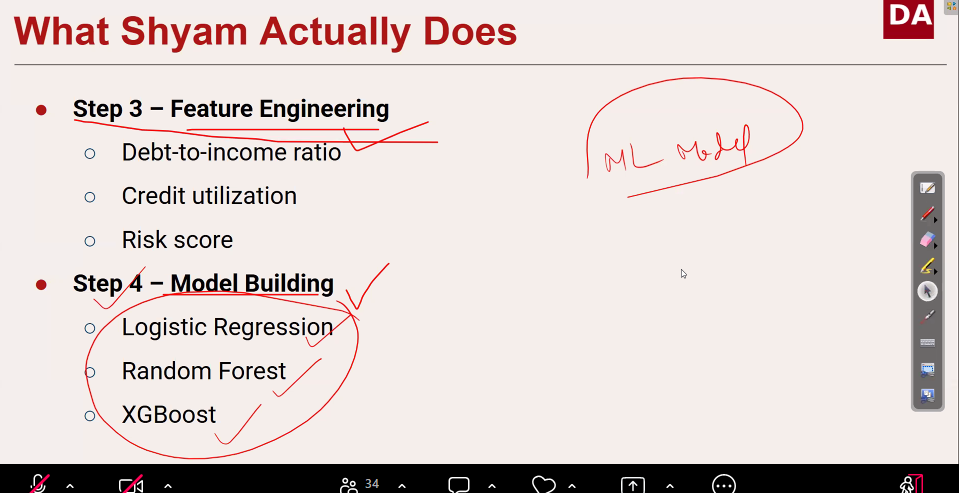 What Shyam Actually Does
DA
Step 3 – Feature Engineering
Debt-to-income ratio
Credit utilization
Risk score
Step 4 – Model Building
Logistic Regression
Random Forest
XGBoost
ML Model
34